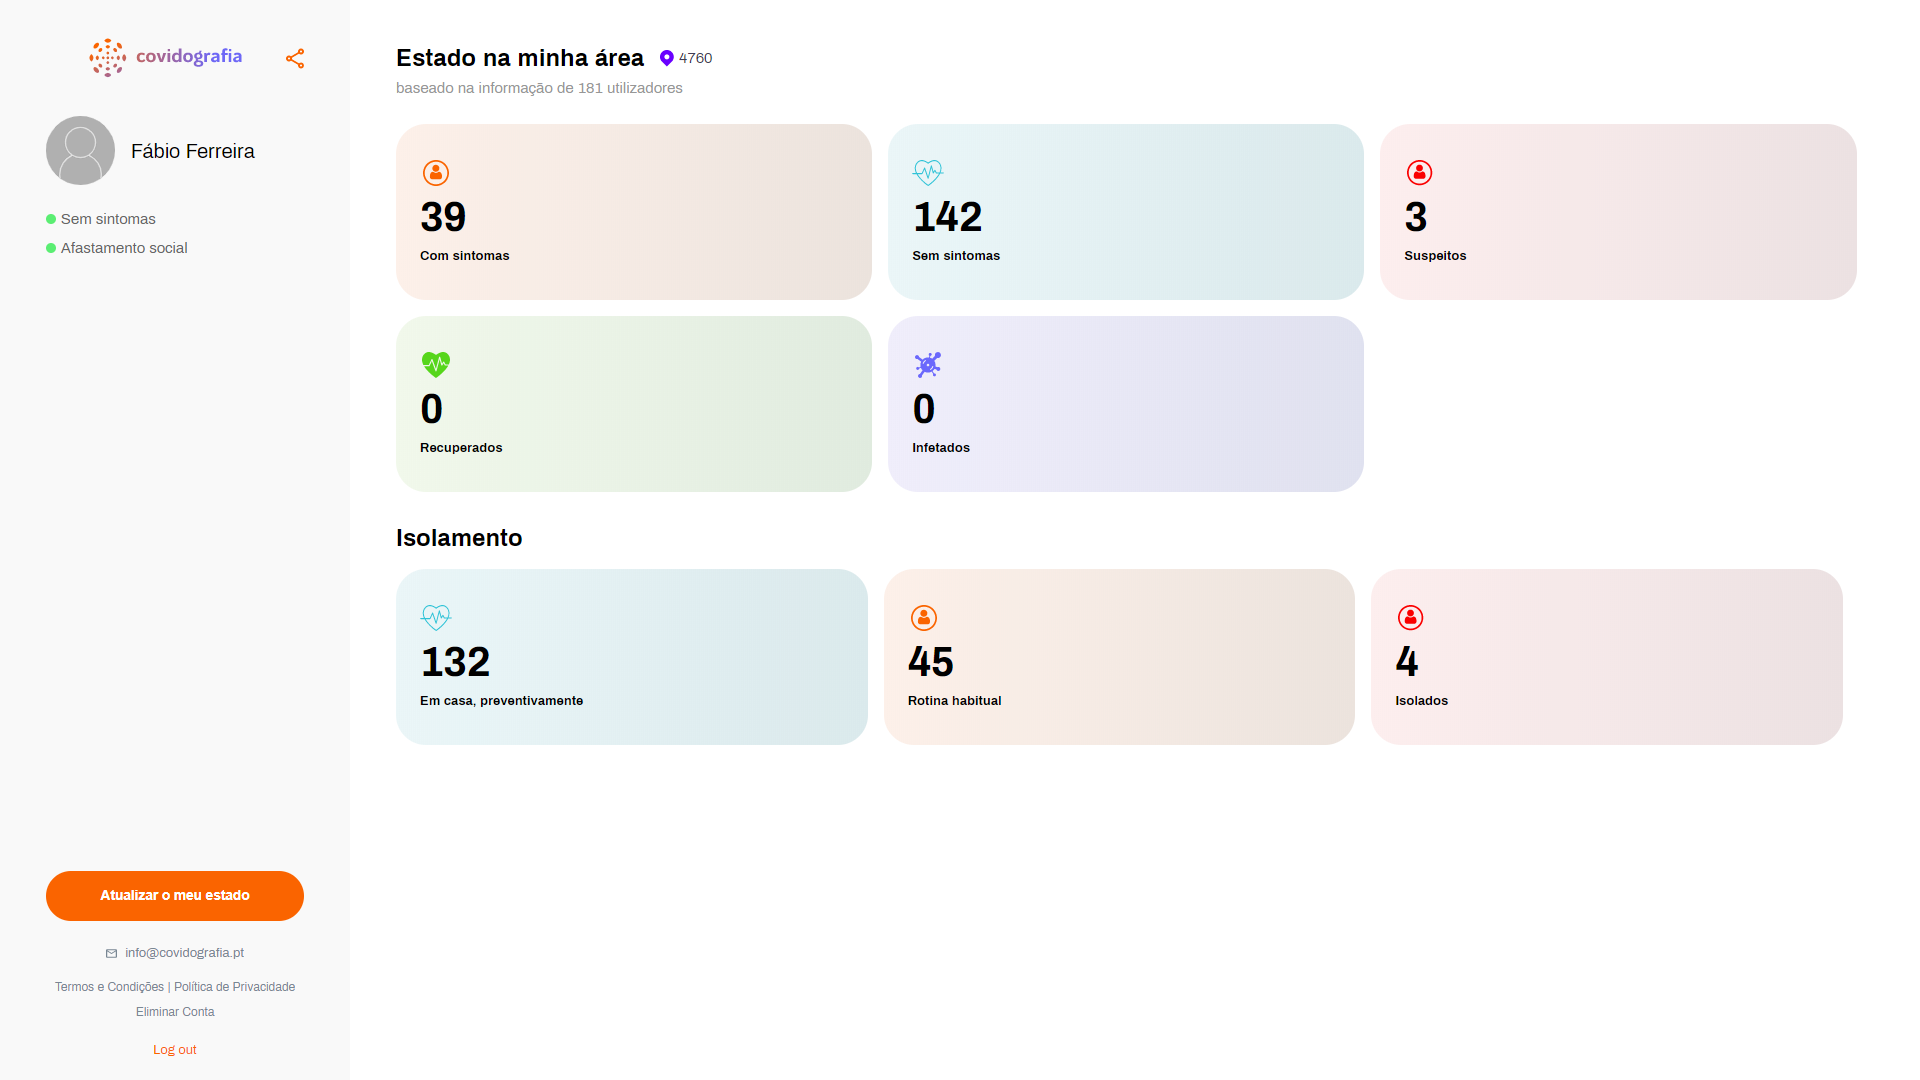 covidografia
Fábio Ferreira
Sem sintomas
Afastamento social
Atualizar o meu estado
info@covidografia.pt
Termos e Condições | Política de Privacidade
Eliminar Conta
Log out
Estado na minha área 4760
baseado na informação de 181 utilizadores
39
Com sintomas
142
Sem sintomas
3
Suspeitos
0
Recuperados
0
Infetados
Isolamento
132
Em casa, preventivamente
45
Rotina habitual
4
Isolados